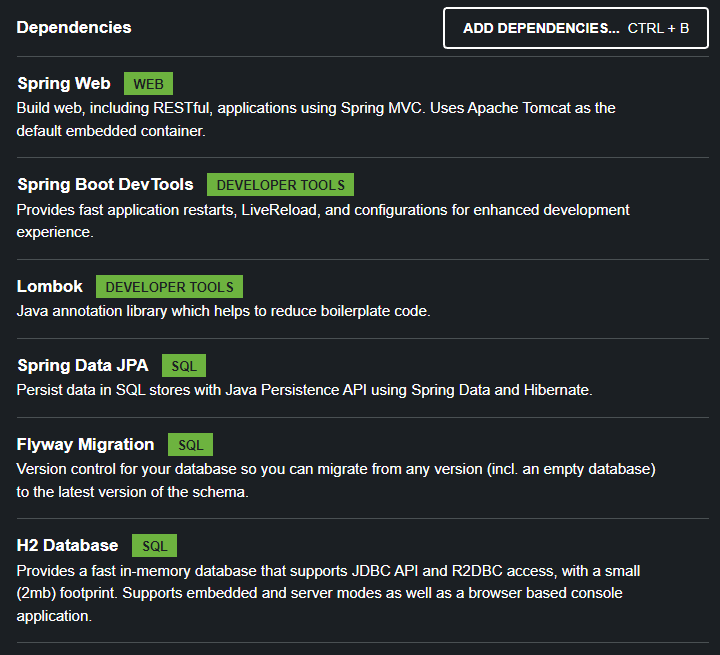 Dependencies
ADD DEPENDENCIES... CTRL + B
Spring Web WEB
Build web, including RESTful, applications using Spring MVC. Uses Apache Tomcat as the
default embedded container.
Spring Boot DevTools DEVELOPER TOOLS
Provides fast application restarts, LiveReload, and configurations for enhanced development
experience.
Lombok DEVELOPER TOOLS
Java annotation library which helps to reduce boilerplate code.
Spring Data JPA SQL
Persist data in SQL stores with Java Persistence API using Spring Data and Hibernate.
Flyway Migration SQL
Version control for your database so you can migrate from any version (incl. an empty database)
to the latest version of the schema.
H2 Database SQL
Provides a fast in-memory database that supports JDBC API and R2DBC access, with a small
(2mb) footprint. Supports embedded and server modes as well as a browser based console
application.